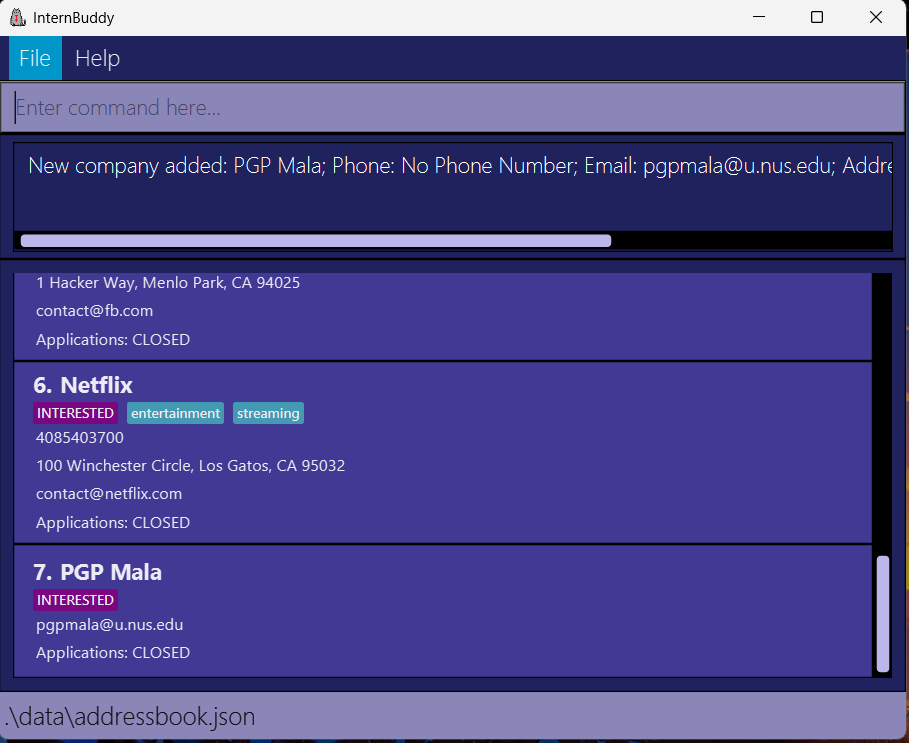 InternBuddy
File Help
Enter command here...
New company added: PGP Mala; Phone: No Phone Number; Email: pgpmala@u.nus.edu; Addre
1 Hacker Way, Menlo Park, CA 94025
contact@fb.com
Applications: CLOSED
6. Netflix
INTERESTED entertainment streaming
4085403700
100 Winchester Circle, Los Gatos, CA 95032
contact@netflix.com
Applications: CLOSED
7. PGP Mala
INTERESTED
pgpmala@u.nus.edu
Applications: CLOSED
.\data\addressbook.json